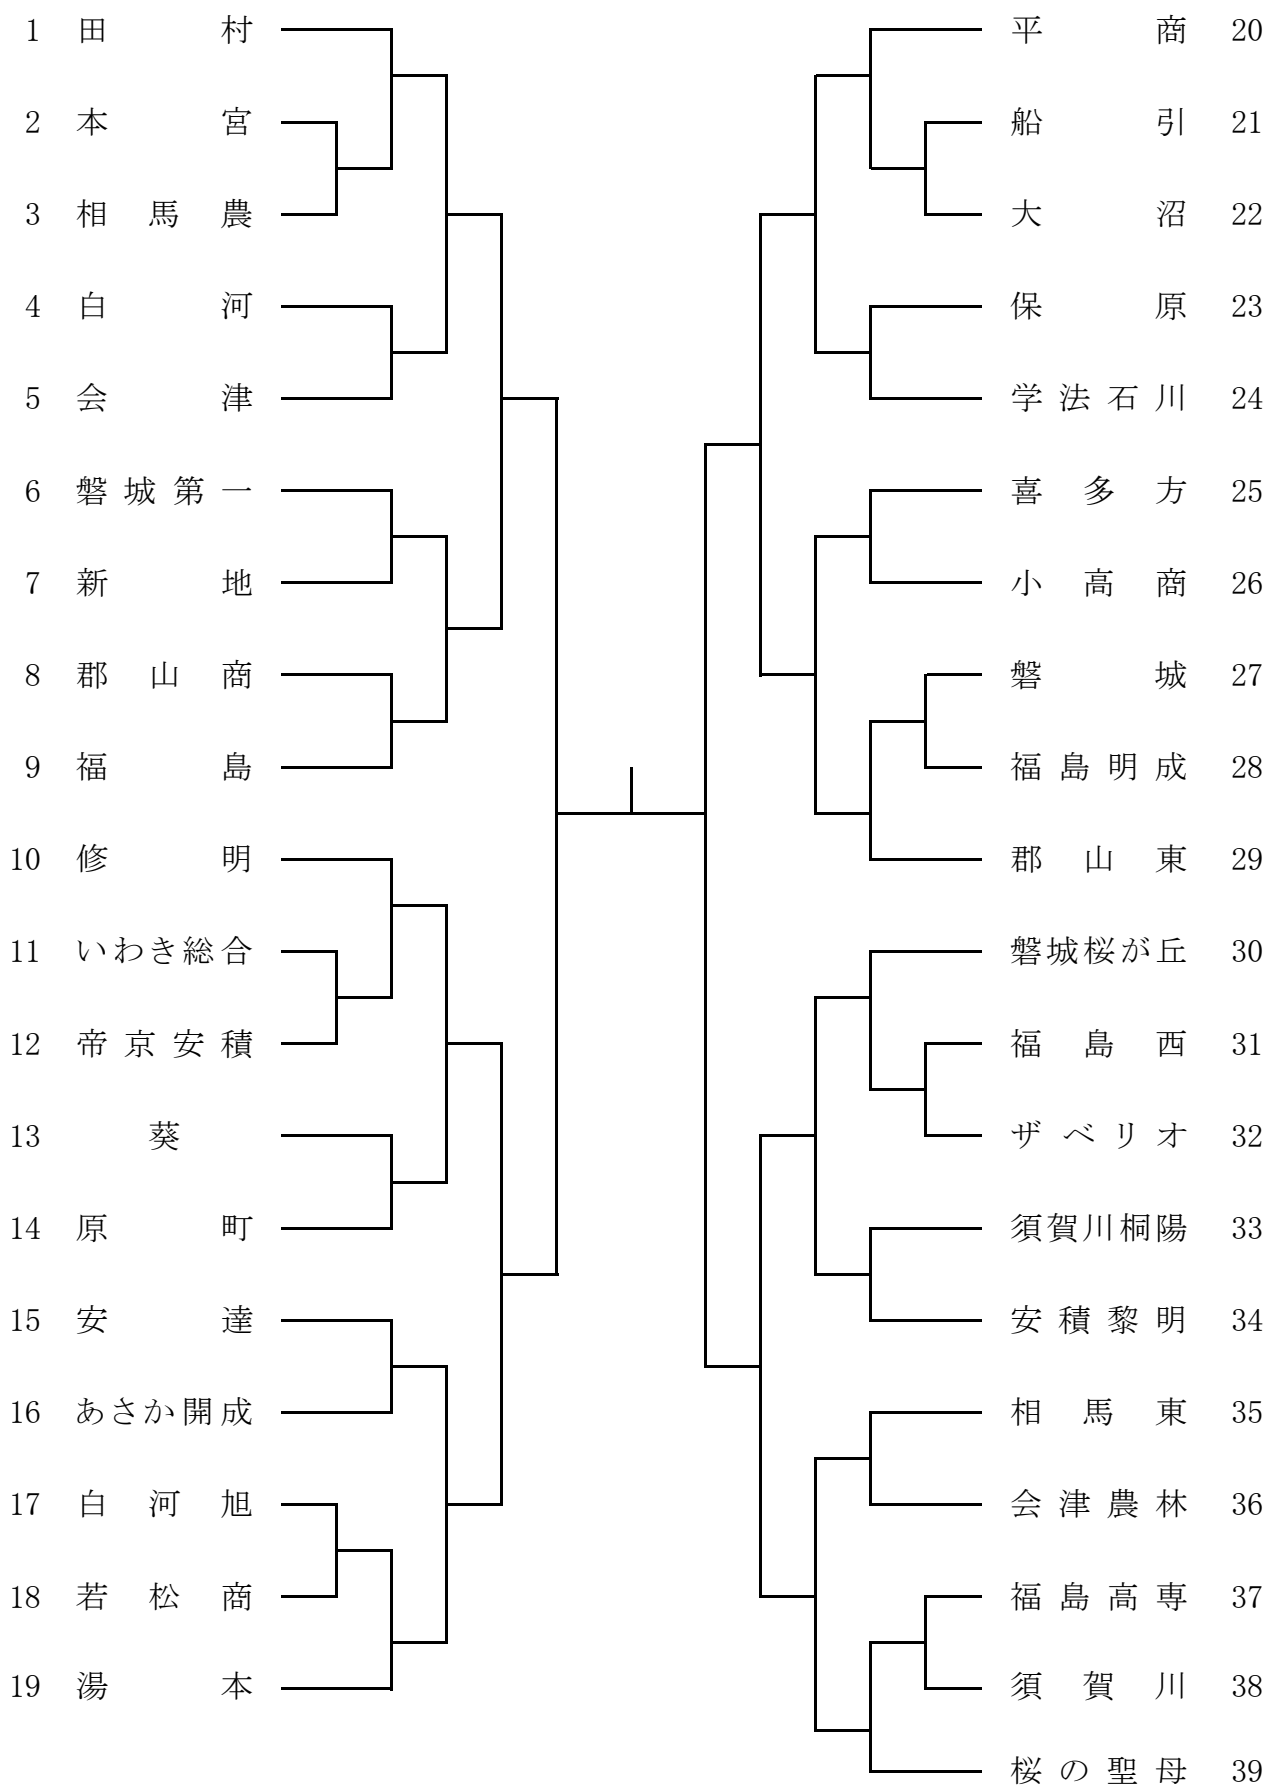 1 田村
2 本宮
3 相馬農
4 白河
5 会津
6 磐城第一
7 新地
8 郡山商
9 福島
10 修明
11 いわき総合
12 帝京安積
13 葵
14 原町
15 安達
16 あさか開成
17 白河旭
18 若松商
19 湯本
平商 20
船引 21
大沼 22
保原 23
学法石川 24
喜多方 25
小高商 26
磐城 27
福島明成 28
郡山東 29
磐城桜が丘 30
福島西 31
ザベリオ 32
須賀川桐陽 33
安積黎明 34
相馬東 35
会津農林 36
福島高専 37
須賀川 38
桜の聖母 39